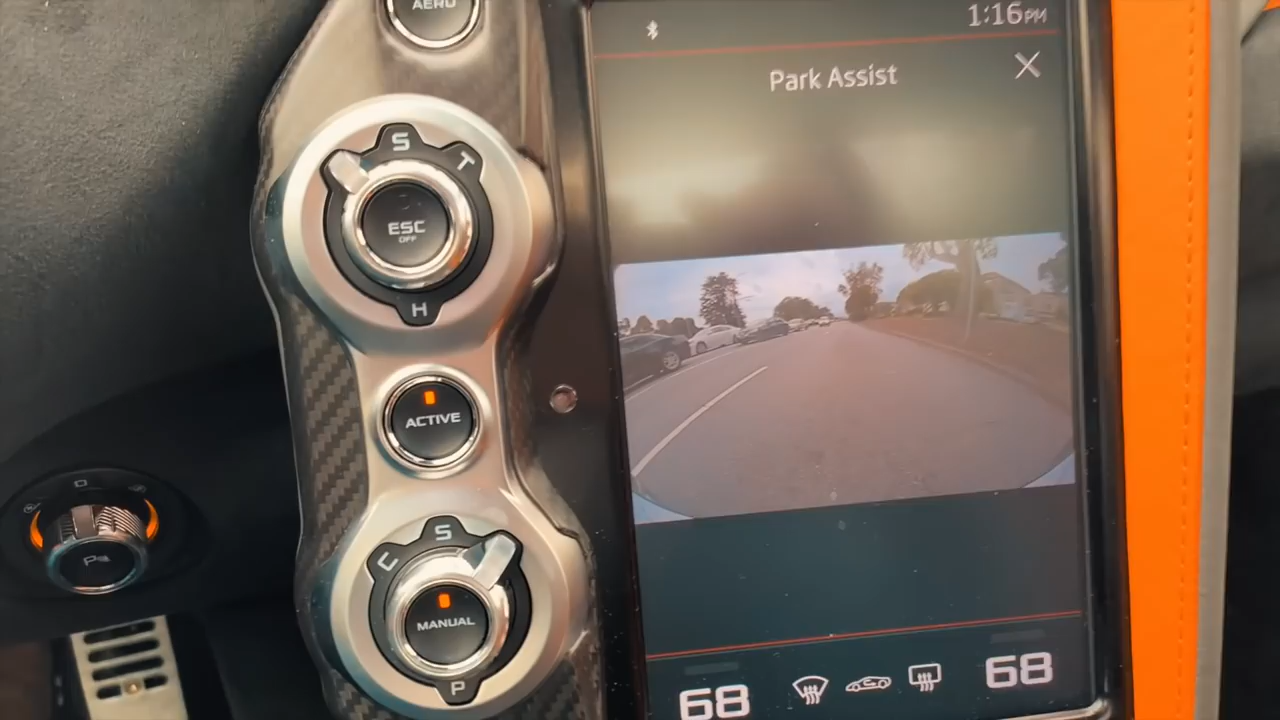 AERO
1:16PM
Park Assist
S
T
ESC
OFF
H
ACTIVE
C
S
MANUAL
P
P
68
68